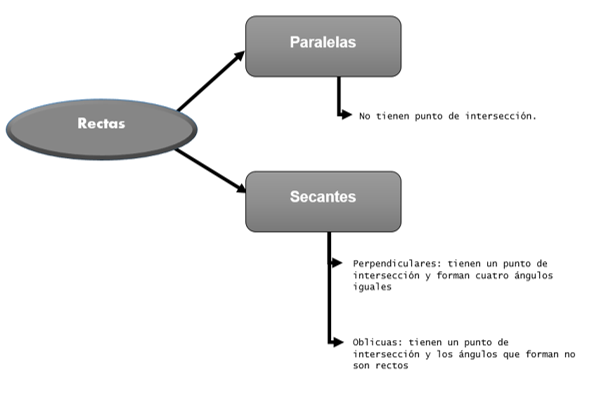 Paralelas
No tienen punto de intersección.
Rectas
Secantes
Perpendiculares: tienen un punto de
intersección y forman cuatro ángulos
iguales
Oblicuas: tienen un punto de
intersección y los ángulos que forman no
son rectos